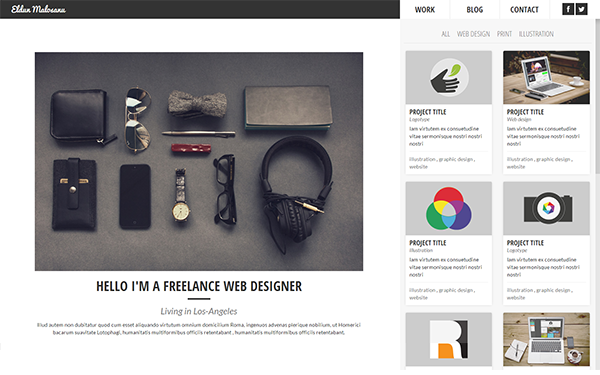 Eldun Malosanu
WORK BLOG CONTACT
ALL WEB DESIGN PRINT ILLUSTRATION
HELLO I'M A FREELANCE WEB DESIGNER
Living in Los-Angeles
Illud autem non dubitatur quod cum esset aliquando virtutum omnium domicilium Roma, ingenuos advenas plerique nobilium, ut Homerici
bacarum suavitate Lotophagi, humanitatis multiformibus officiis retentabant , humanitatis multiformibus officiis retentabant.
PROJECT TITLE
Logotype
Iam virtutem ex consuetudine
vitae sermonisque nostri nostri
nostri
Illustration , graphic design ,
website
PROJECT TITLE
Web design
Iam virtutem ex consuetudine
vitae sermonisque nostri nostri
nostri
Illustration , graphic design ,
website
PROJECT TITLE
Illustration
Iam virtutem ex consuetudine
vitae sermonisque nostri nostri
nostri
Illustration , graphic design ,
website
PROJECT TITLE
Logotype
Iam virtutem ex consuetudine
vitae sermonisque nostri nostri
nostri
Illustration , graphic design ,
website